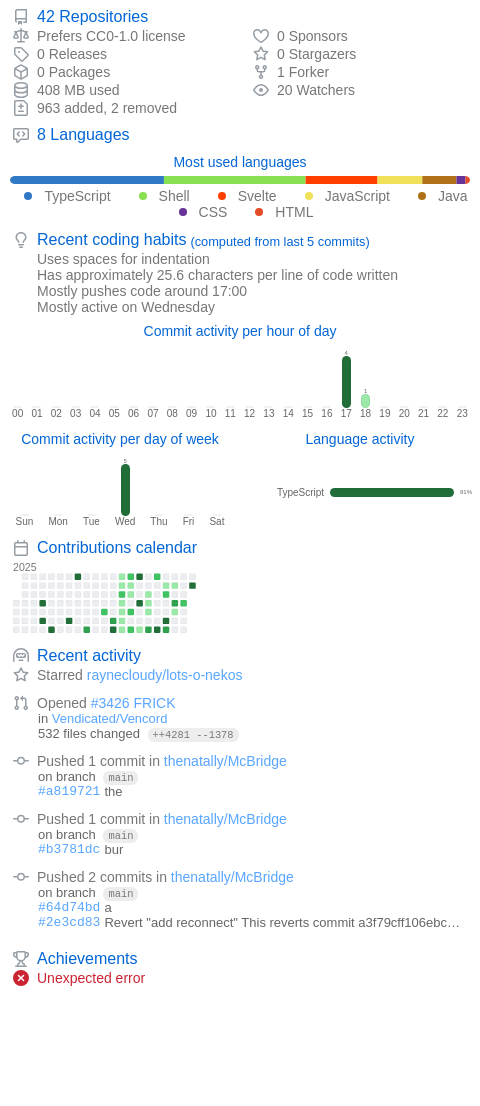 42 Repositories
Prefers CC0-1.0 license
0 Releases
0 Packages
408 MB used
963 added, 2 removed
0 Sponsors
0 Stargazers
1 Forker
20 Watchers
8 Languages
Most used languages
TypeScript Shell Svelte JavaScript Java
CSS HTML
Recent coding habits (computed from last 5 commits)
Uses spaces for indentation
Has approximately 25.6 characters per line of code written
Mostly pushes code around 17:00
Mostly active on Wednesday
Commit activity per hour of day
4
1
00 01 02 03 04 05 06 07 08 09 10 11 12 13 14 15 16 17 18 19 20 21 22 23
Commit activity per day of week
5
Sun Mon Tue Wed Thu Fri Sat
Language activity
TypeScript 91%
Contributions calendar
2025
Recent activity
Starred raynecloudy/lots-o-nekos
Opened #3426 FRICK
in Vendicated/Vencord
532 files changed ++4281 --1378
Pushed 1 commit in thenatally/McBridge
on branch main
#a819721 the
Pushed 1 commit in thenatally/McBridge
on branch main
#b3781dc bur
Pushed 2 commits in thenatally/McBridge
on branch main
#64d74bd a
#2e3cd83 Revert "add reconnect" This reverts commit a3f79cff106ebc…
Achievements
Unexpected error